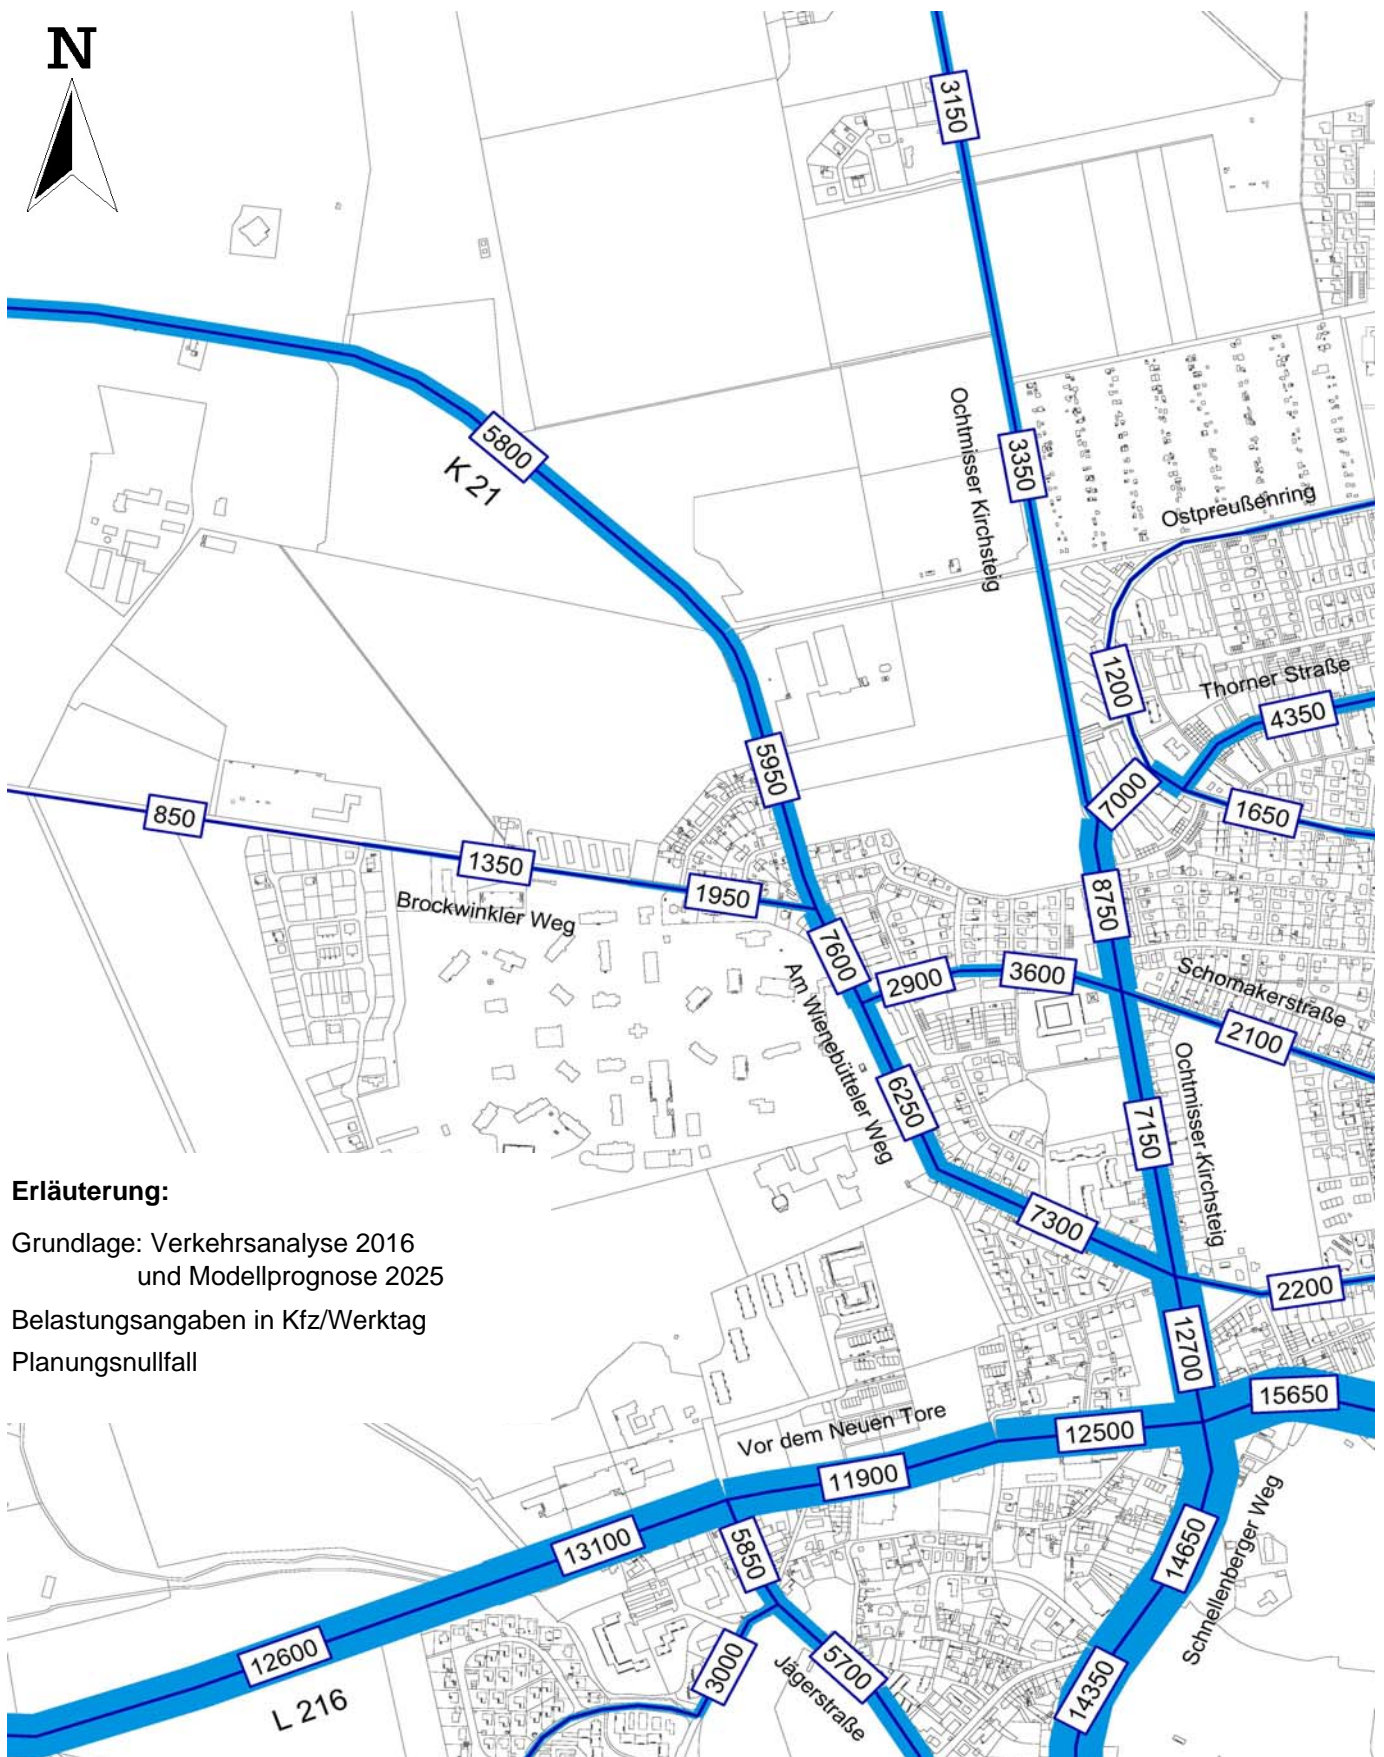 N
3150
5800
K 21
Ochtmisser Kirchsteig
3350
Ostpreußenring
1200
Thorner Straße
4350
5950
7000
1650
850
1350
1950
Brockwinkler Weg
8750
7600
2900
3600
Schomakerstraße
2100
Am Wienebütteler Weg
6250
Ochtmisser Kirchsteig
7150
7300
2200
Erläuterung:
Grundlage: Verkehrsanalyse 2016
und Modellprognose 2025
Belastungsangaben in Kfz/Werktag
Planungsnullfall
12700
15650
Vor dem Neuen Tore
12500
11900
13100
5850
14650
Schnellenberger Weg
12600
L 216
3000
Jägerstraße
5700
14350